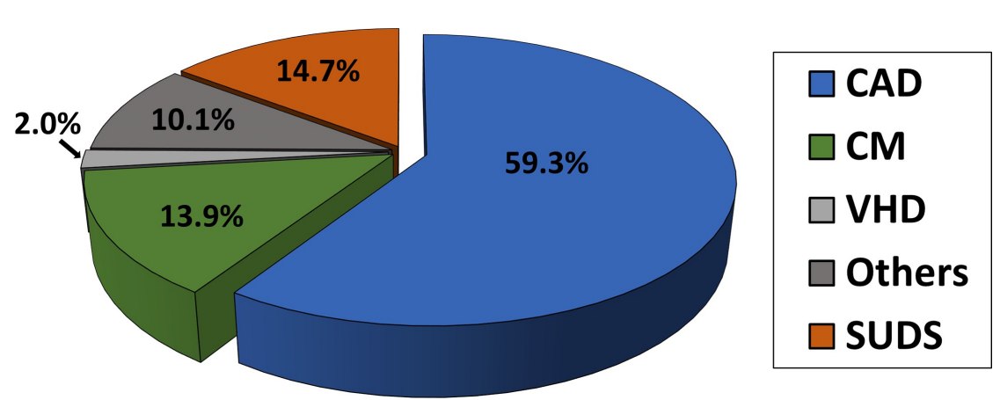 14.7%
10.1%
2.0%
59.3%
13.9%
CAD
CM
VHD
Others
SUDS